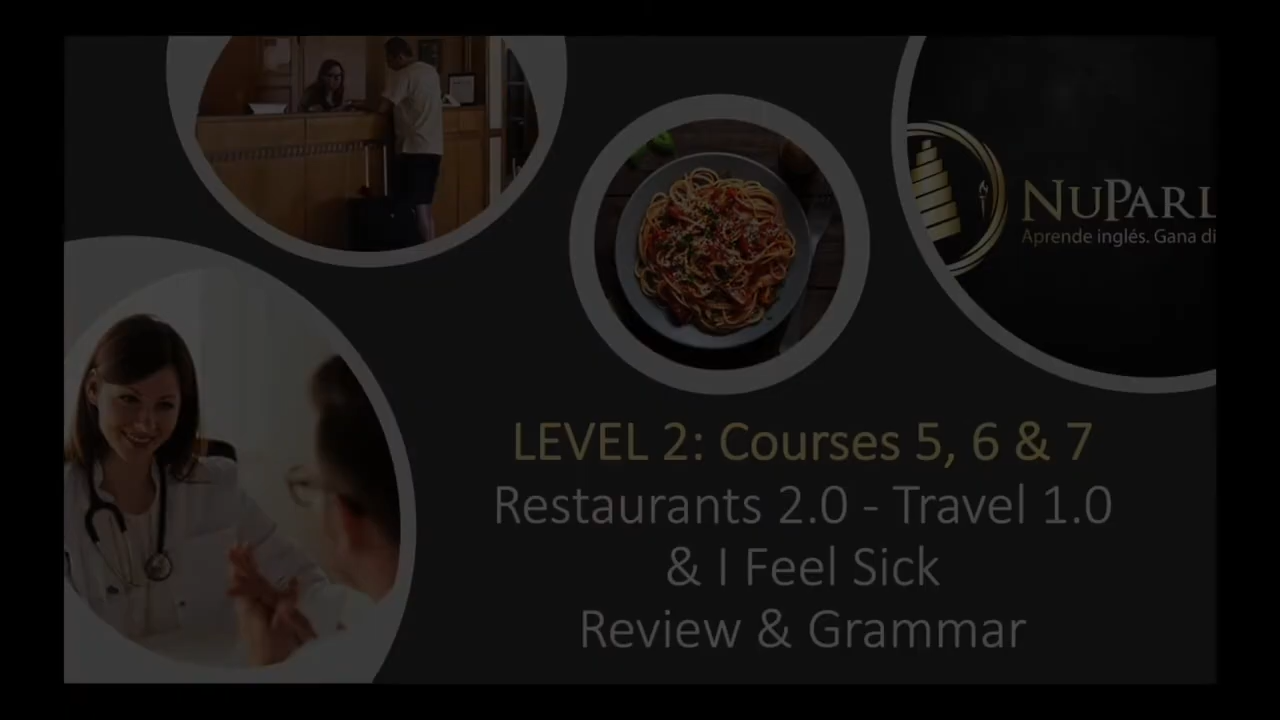 NUPARL
Aprende inglés. Gana di
LEVEL 2: Courses 5, 6 & 7
Restaurants 2.0 - Travel 1.0
& I Feel Sick
Review & Grammar